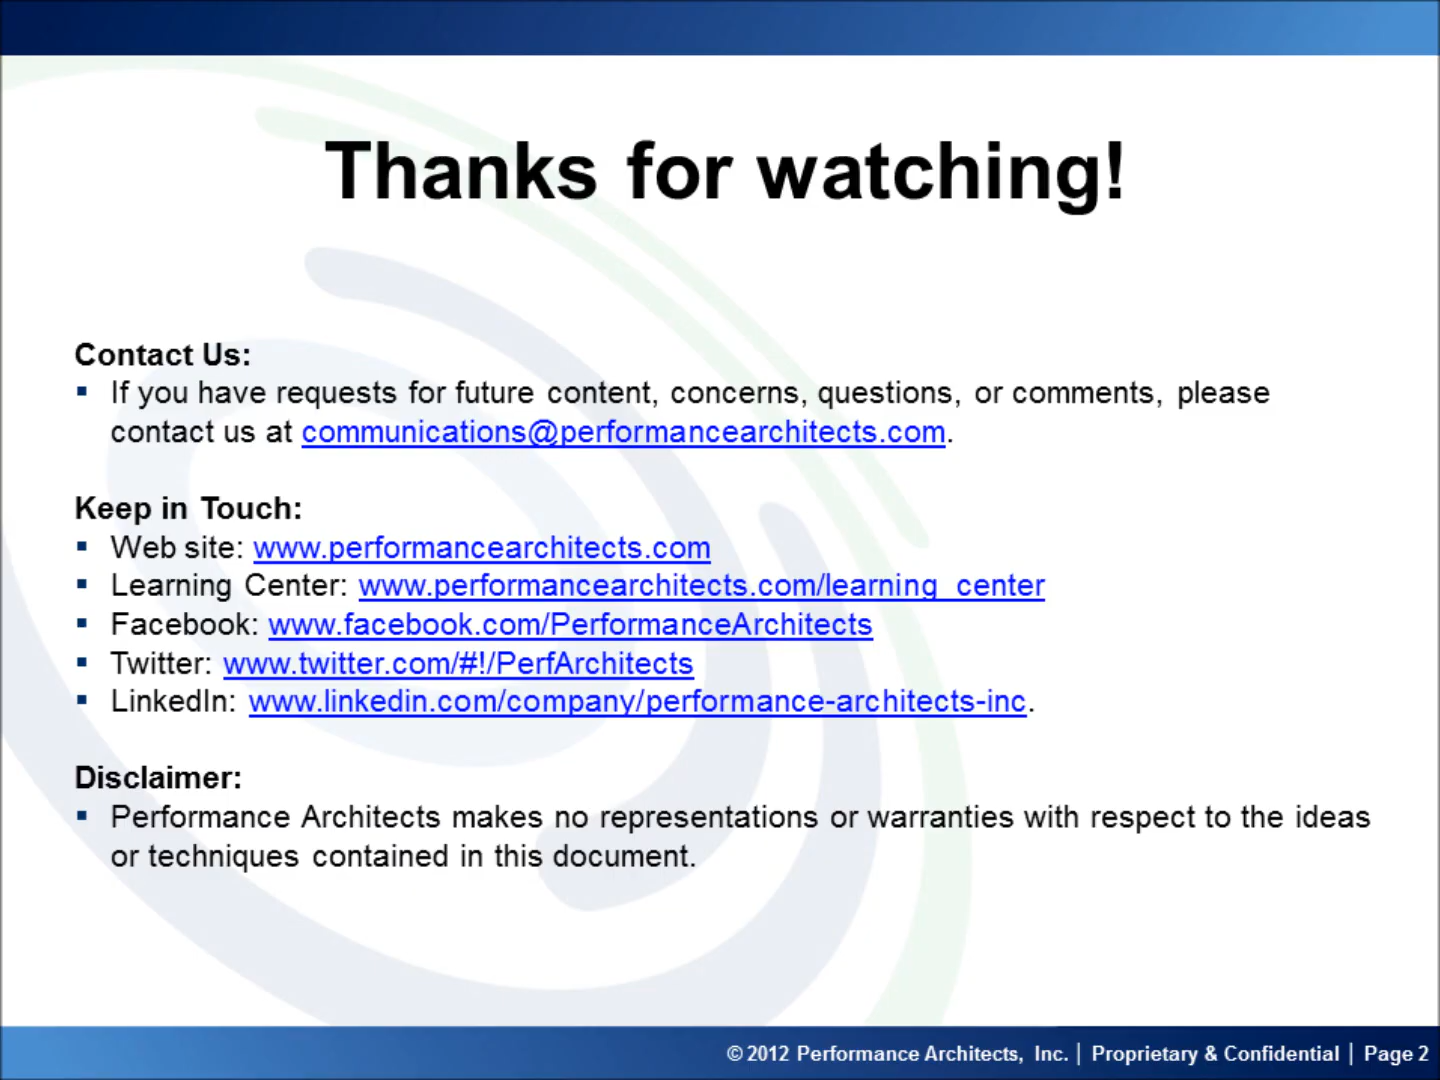 Thanks for watching!
Contact Us:
▪ If you have requests for future content, concerns, questions, or comments, please
contact us at communications@performancearchitects.com.
Keep in Touch:
▪ Web site: www.performancearchitects.com
▪ Learning Center: www.performancearchitects.com/learning_center
▪ Facebook: www.facebook.com/PerformanceArchitects
▪ Twitter: www.twitter.com/#!/PerfArchitects
▪ LinkedIn: www.linkedin.com/company/performance-architects-inc.
Disclaimer:
▪ Performance Architects makes no representations or warranties with respect to the ideas
or techniques contained in this document.
© 2012 Performance Architects, Inc. | Proprietary & Confidential | Page 2